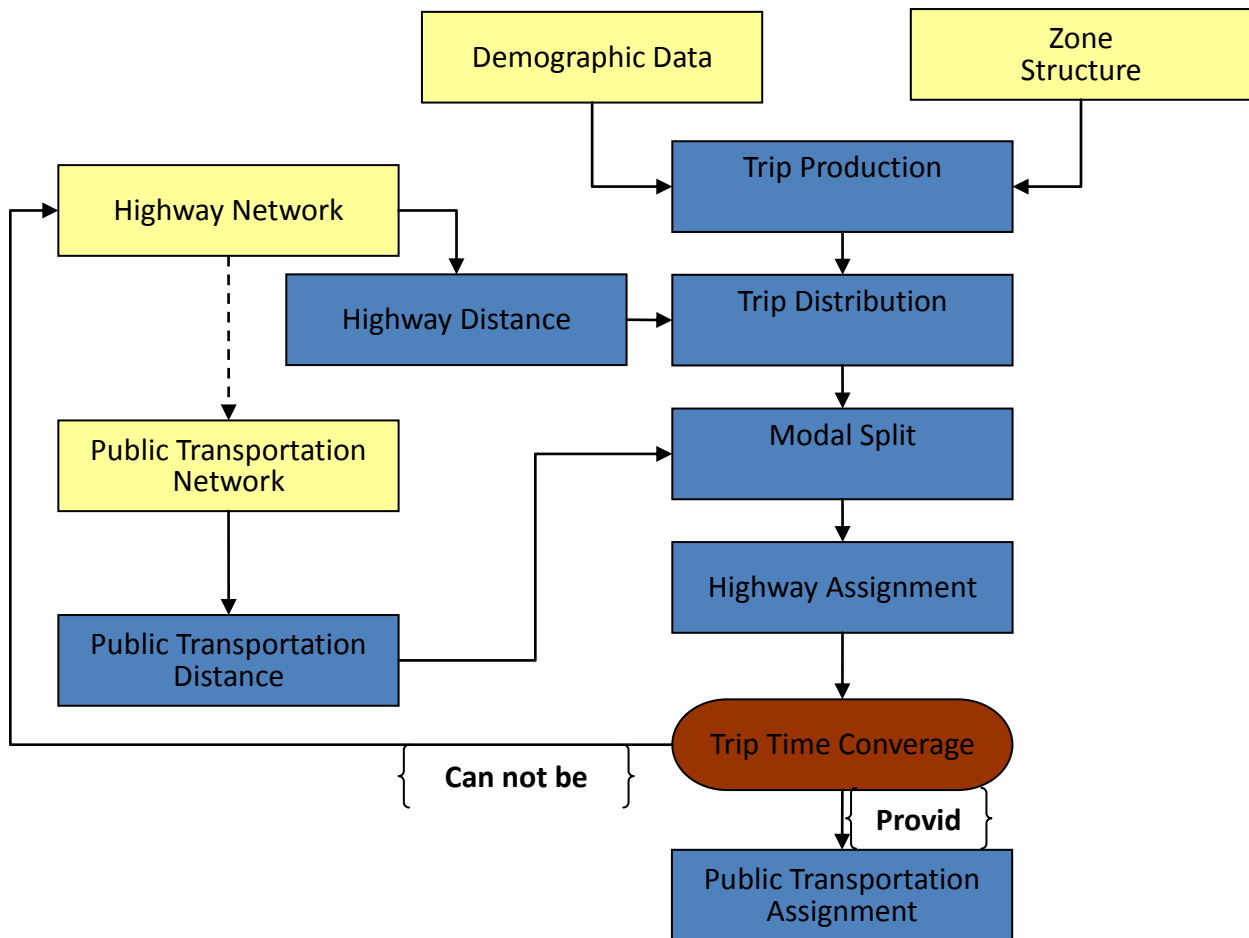 Demographic Data
Zone
Structure
Trip Production
Highway Network
Highway Distance
Trip Distribution
Public Transportation
Network
Modal Split
Highway Assignment
Public Transportation
Distance
Trip Time Converage
Can not be
Provid
Public Transportation
Assignment